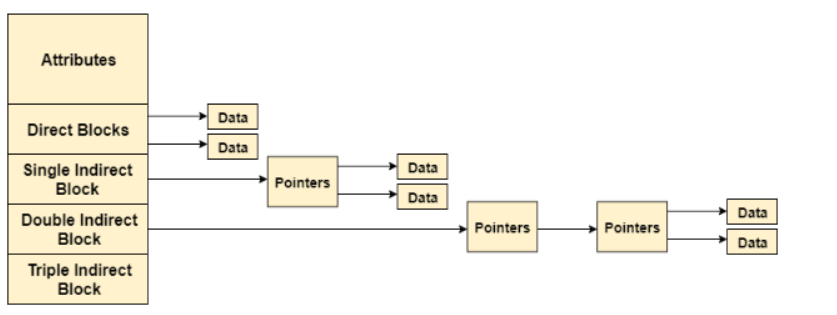 Attributes
Direct Blocks
Data
Data
Single Indirect
Block
Pointers
Data
Data
Double Indirect
Block
Pointers
Pointers
Data
Data
Triple Indirect
Block